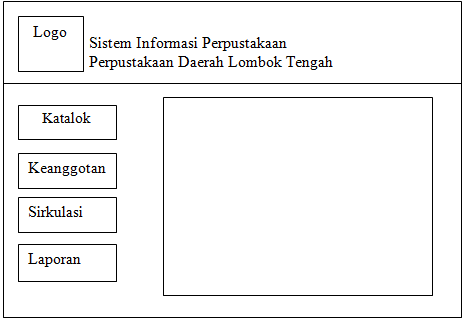 Logo
Sistem Informasi Perpustakaan
Perpustakaan Daerah Lombok Tengah
Katalok
Keanggotan
Sirkulasi
Laporan